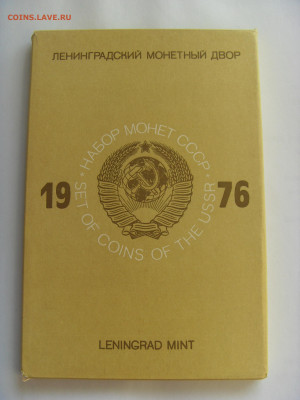 COINS.LAVE.RU
ЛЕНИНГРАДСКИЙ МОНЕТНЫЙ ДВОР
• НАБОР МОНЕТ СССР •
19 76
SET OF COINS OF THE USSR
LENINGRAD MINT